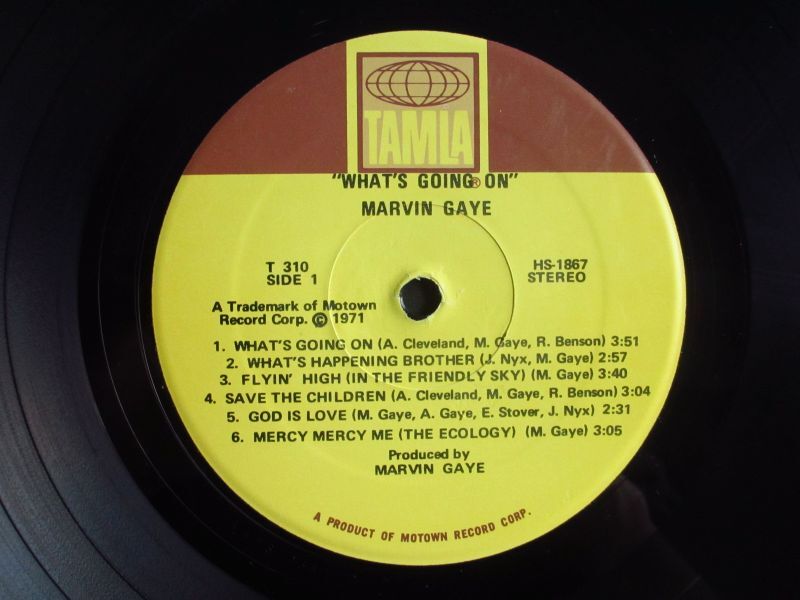 TAMLA
"WHAT'S GOING® ON"
MARVIN GAYE
T 310
SIDE 1
HS-1867
STEREO
A Trademark of Motown
Record Corp. © 1971
1. WHAT'S GOING ON (A. Cleveland, M. Gaye, R. Benson) 3:51
2. WHAT'S HAPPENING BROTHER (J. Nyx, M. Gaye) 2:57
3. FLYIN' HIGH (IN THE FRIENDLY SKY) (M. Gaye) 3:40
4. SAVE THE CHILDREN (A. Cleveland, M. Gaye, R. Benson) 3:04
5. GOD IS LOVE (M. Gaye, A. Gaye, E. Stover, J. Nyx) 2:31
6. MERCY MERCY ME (THE ECOLOGY) (M. Gaye) 3:05
Produced by
MARVIN GAYE
A PRODUCT OF MOTOWN RECORD CORP.